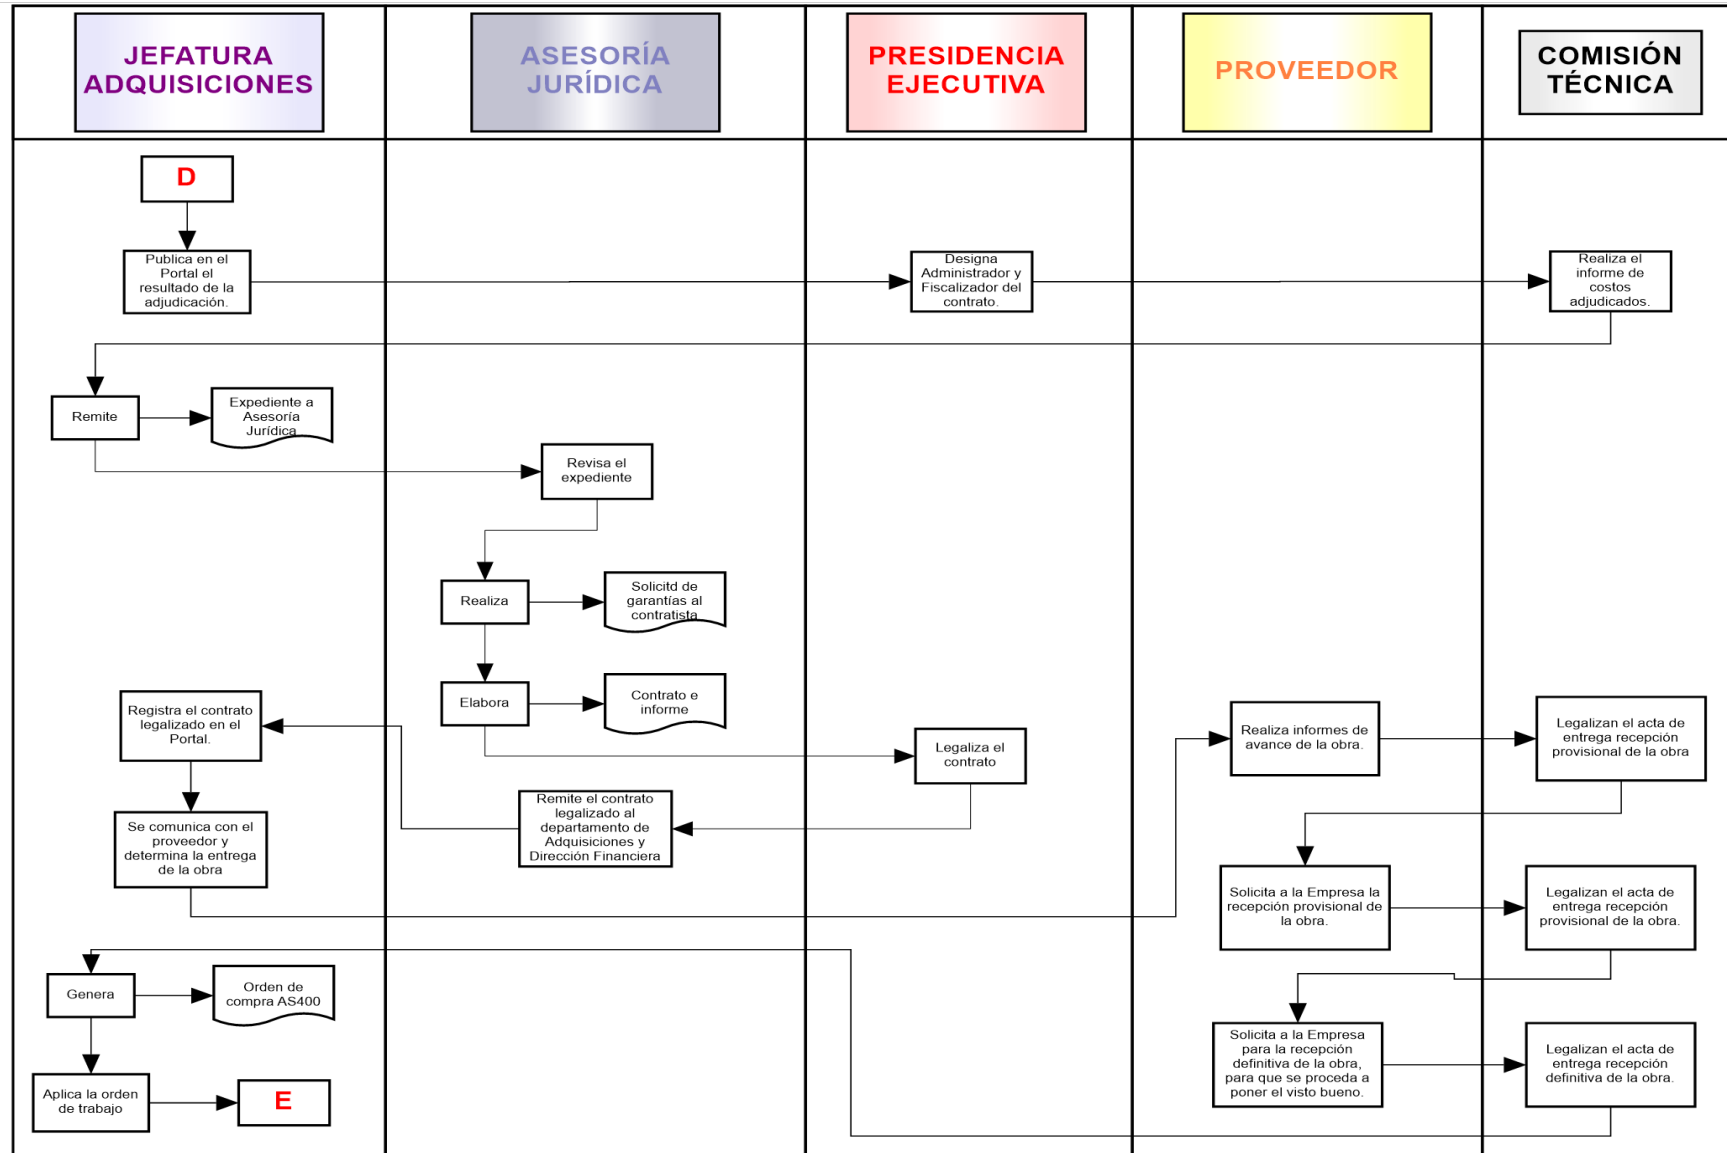 JEFATURA
ADQUISICIONES
ASESORÍA
JURÍDICA
PRESIDENCIA
EJECUTIVA
PROVEEDOR
COMISIÓN
TÉCNICA
D
Publica en el
Portal el
resultado de la
adjudicación.
Designa
Administrador y
Fiscalizador del
contrato.
Realiza el
informe de
costos
adjudicados.
Remite
Expediente a
Asesoría
Jurídica
Revisa el
expediente
Realiza
Solicitd de
garantías al
contratista
Elabora
Contrato e
informe
Registra el contrato
legalizado en el
Portal.
Legaliza el
contrato
Realiza informes de
avance de la obra.
Legalizan el acta de
entrega recepción
provisional de la obra
Remite el contrato
legalizado al
departamento de
Adquisiciones y
Dirección Financiera
Se comunica con el
proveedor y
determina la entrega
de la obra
Solicita a la Empresa la
recepción provisional de
la obra.
Legalizan el acta de
entrega recepción
provisional de la obra.
Genera
Orden de
compra AS400
Solicita a la Empresa
para la recepción
definitiva de la obra,
para que se proceda a
poner el visto bueno.
Legalizan el acta de
entrega recepción
definitiva de la obra.
Aplica la orden
de trabajo
E